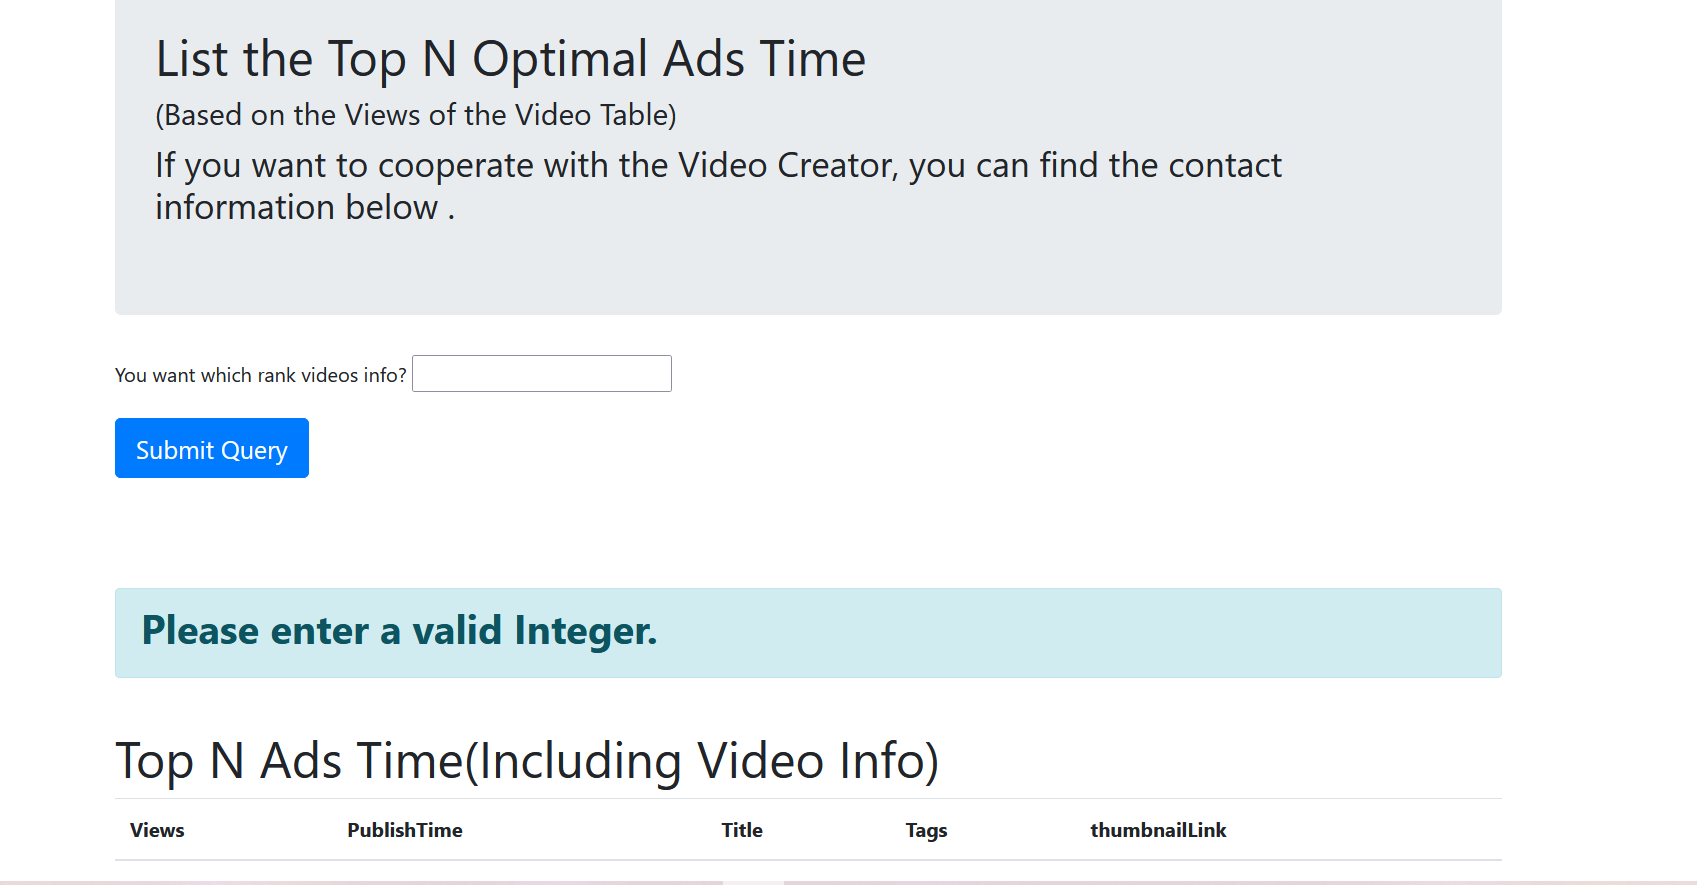 List the Top N Optimal Ads Time
(Based on the Views of the Video Table)
If you want to cooperate with the Video Creator, you can find the contact
information below .
You want which rank videos info?
Submit Query
Please enter a valid Integer.
Top N Ads Time(Including Video Info)
Views PublishTime Title Tags thumbnailLink